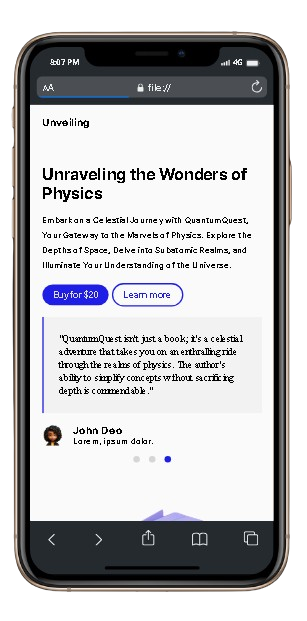 8:07 PM
4G
AA
file://
Unveiling
Unraveling the Wonders of
Physics
Embark on a Celestial Journey with QuantumQuest,
Your Gateway to the Marvels of Physics. Explore the
Depths of Space, Delve into Subatomic Realms, and
Illuminate Your Understanding of the Universe.
Buy for $20
Learn more
"QuantumQuest isn't just a book; it's a celestial
adventure that takes you on an enthralling ride
through the realms of physics. The author's
ability to simplify concepts without sacrificing
depth is commendable."
John Deo
Lorem, ipsum dolor.